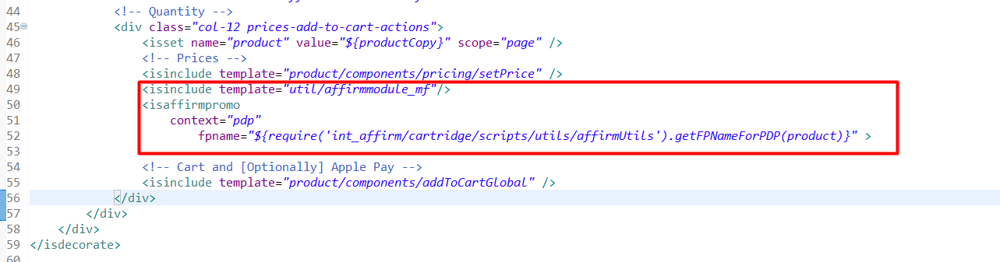 44 <!-- Quantity -->
45 <div class="col-12 prices-add-to-cart-actions">
46 <isset name="product" value="${productCopy}" scope="page" />
47 <!-- Prices -->
48 <isinclude template="product/components/pricing/setPrice" />
49 <isinclude template="util/affirmmodule_mf"/>
50 <isaffirmpromo
51 context="pdp"
52 fpname="${require('int_affirm/cartridge/scripts/utils/affirmUtils').getFPNameForPDP(product)}" >
53
54 <!-- Cart and [Optionally] Apple Pay -->
55 <isinclude template="product/components/addToCartGlobal" />
56 </div>
57 </div>
58 </div>
59 </isdecorate>
60